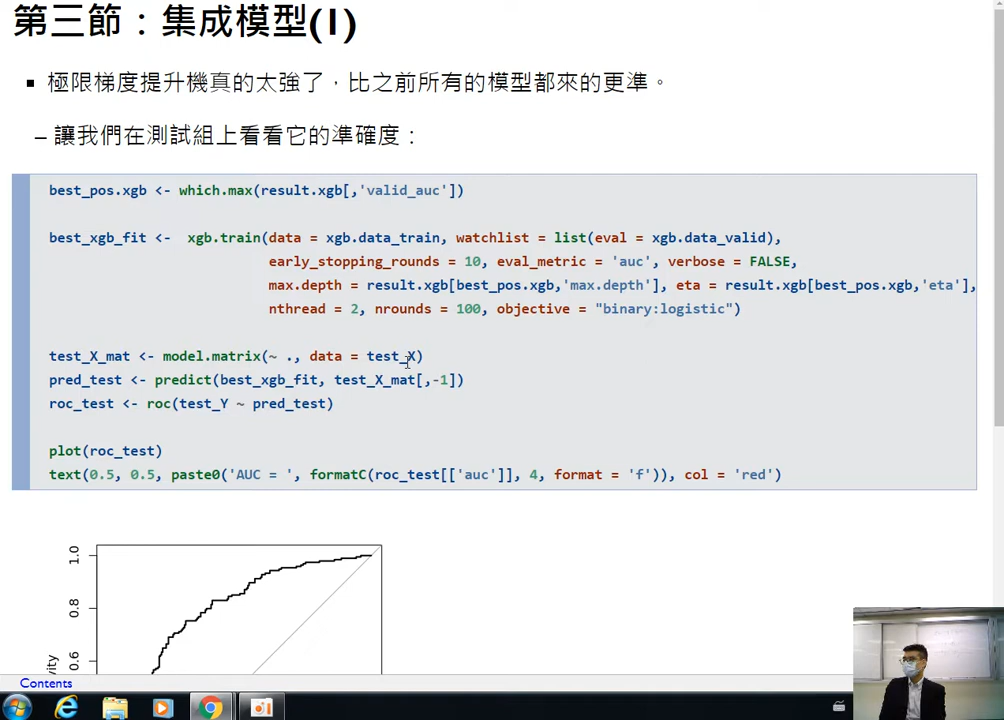 第三節：集成模型(1)
極限梯度提升機真的太強了，比之前所有的模型都來的更準。
– 讓我們在測試組上看看它的準確度：
best_pos.xgb <- which.max(result.xgb[,'valid_auc'])
best_xgb_fit <-  xgb.train(data = xgb.data_train, watchlist = list(eval = xgb.data_valid),
early_stopping_rounds = 10, eval_metric = 'auc', verbose = FALSE,
max.depth = result.xgb[best_pos.xgb,'max.depth'], eta = result.xgb[best_pos.xgb,'eta'],
nthread = 2, nrounds = 100, objective = "binary:logistic")
test_X_mat <- model.matrix(~ ., data = test_X)
pred_test <- predict(best_xgb_fit, test_X_mat[,-1])
roc_test <- roc(test_Y ~ pred_test)
plot(roc_test)
text(0.5, 0.5, paste0('AUC = ', formatC(roc_test[['auc']], 4, format = 'f')), col = 'red')
1.0
0.8
0.6
vity
Contents